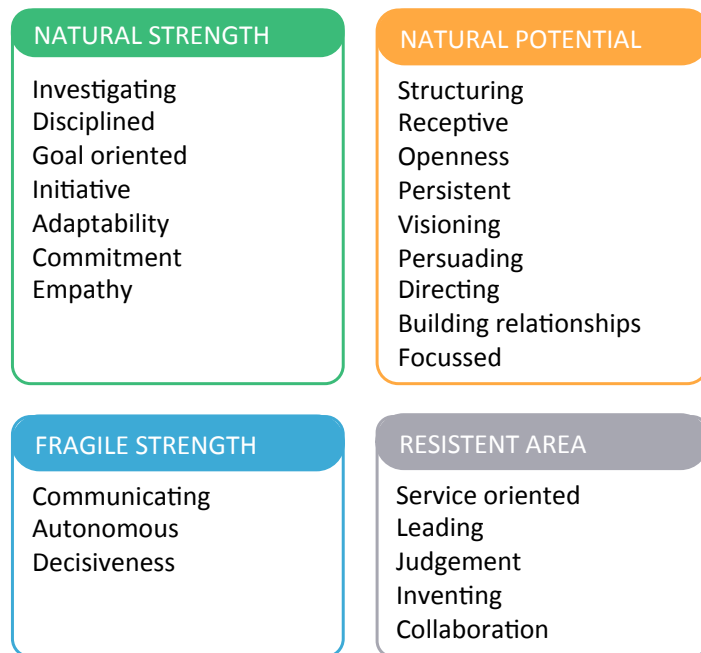 NATURAL STRENGTH
Investigating
Disciplined
Goal oriented
Initiative
Adaptability
Commitment
Empathy
NATURAL POTENTIAL
Structuring
Receptive
Openness
Persistent
Visioning
Persuading
Directing
Building relationships
Focussed
FRAGILE STRENGTH
Communicating
Autonomous
Decisiveness
RESISTENT AREA
Service oriented
Leading
Judgement
Inventing
Collaboration